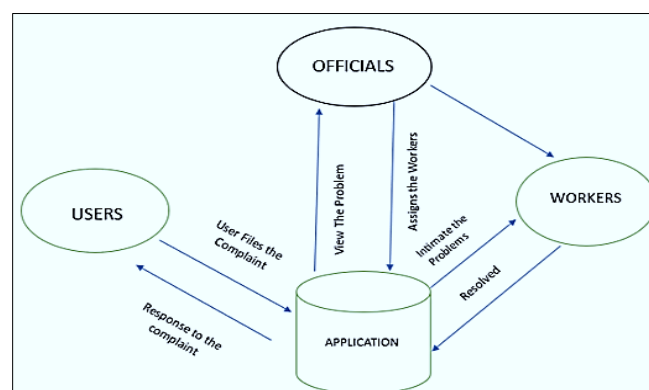 OFFICIALS
USERS
WORKERS
User Files the
Complaint
Response to the
complaint
View The Problem
Assigns the Workers
Intimate the
Problems
Resolved
APPLICATION